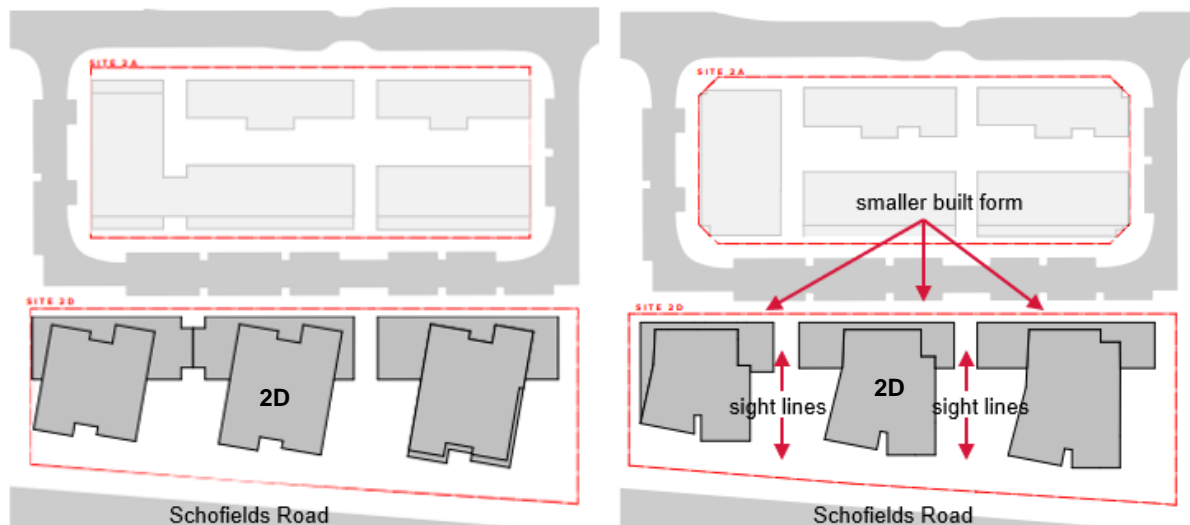 SITE 2A
SITE 2D
2D
Schofields Road
SITE 2A
smaller built form
SITE 2D
sight lines
2D
sight lines
Schofields Road